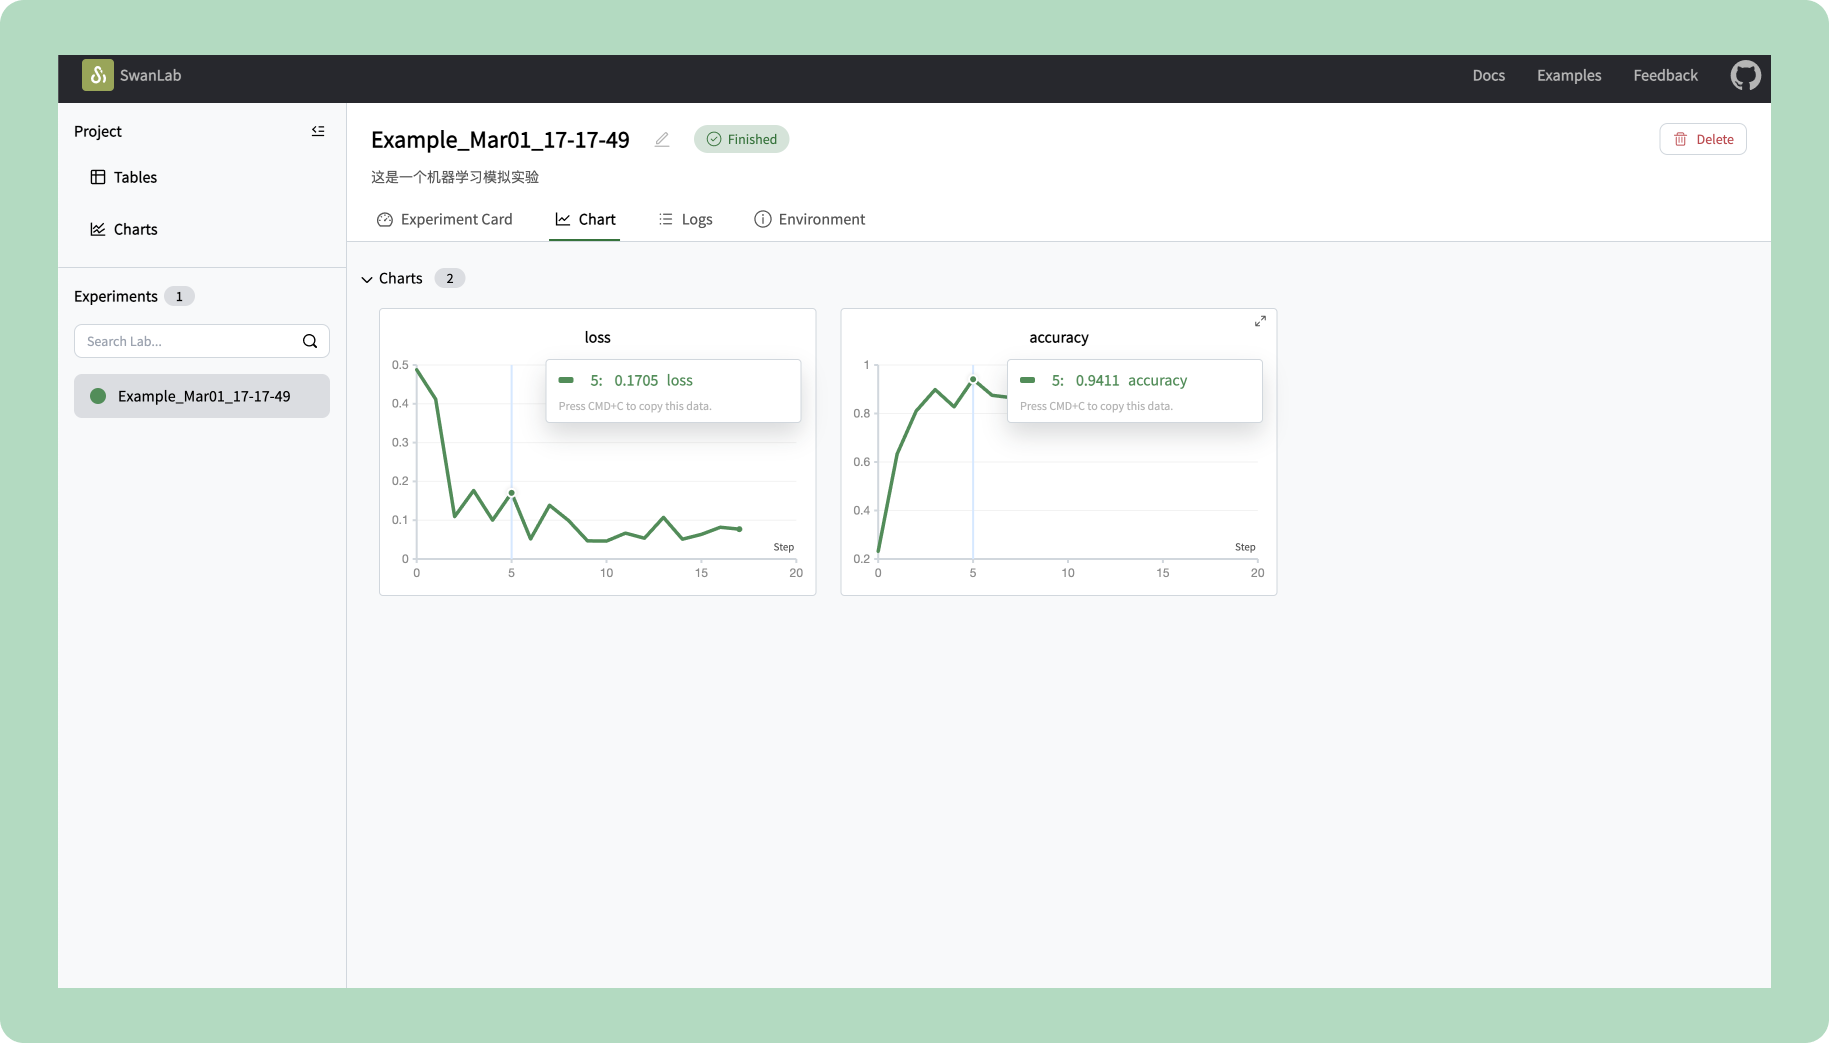 SwanLab
Docs
Examples
Feedback
Project
Tables
Charts
Experiments 1
Search Lab...
Example_Mar01_17-17-49
Example_Mar01_17-17-49
Finished
Delete
这是一个机器学习模拟实验
Experiment Card
Chart
Logs
Environment
Charts 2
loss
5: 0.1705 loss
Press CMD+C to copy this data.
0.5
0.4
0.3
0.2
0.1
0
Step
0 5 10 15 20
accuracy
5: 0.9411 accuracy
Press CMD+C to copy this data.
1
0.8
0.6
0.4
0.2
Step
0 5 10 15 20